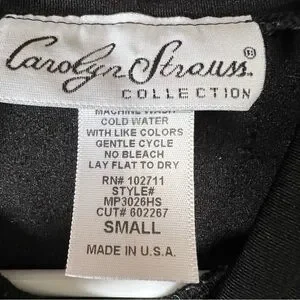 Carolyn Strauss ®
COLLECTION
MACHINE WASH
COLD WATER
WITH LIKE COLORS
GENTLE CYCLE
NO BLEACH
LAY FLAT TO DRY
RN# 102711
STYLE#
MP3026HS
CUT# 602267
SMALL
MADE IN U.S.A.